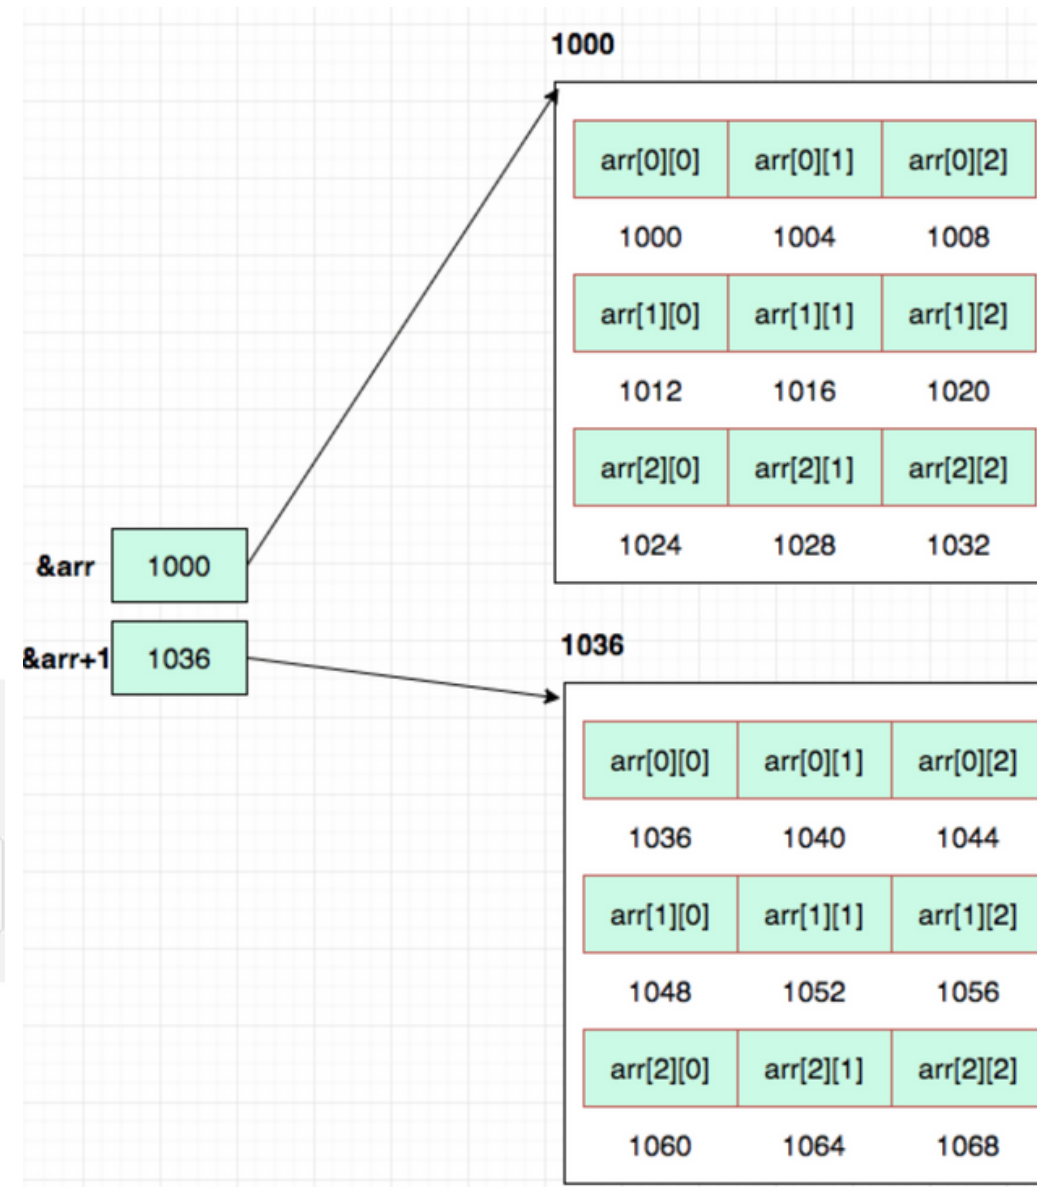 1000
arr[0][0] arr[0][1] arr[0][2]
1000 1004 1008
arr[1][0] arr[1][1] arr[1][2]
1012 1016 1020
arr[2][0] arr[2][1] arr[2][2]
1024 1028 1032
&arr 1000
&arr+1 1036
1036
arr[0][0] arr[0][1] arr[0][2]
1036 1040 1044
arr[1][0] arr[1][1] arr[1][2]
1048 1052 1056
arr[2][0] arr[2][1] arr[2][2]
1060 1064 1068